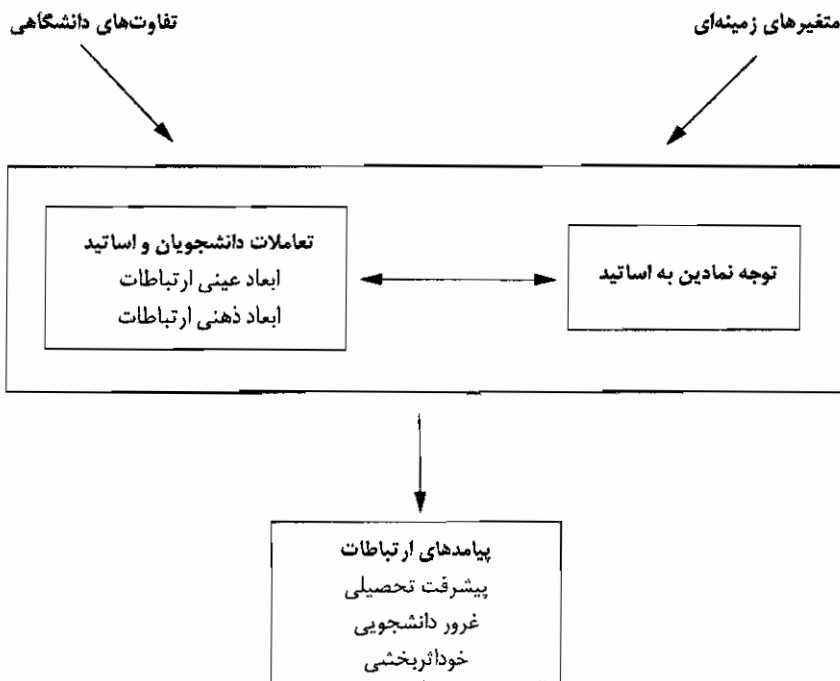 متغیرهای زمینه‌ای
تفاوت‌های دانشگاهی
توجه نمادین به اساتید
تعاملات دانشجویان و اساتید
ابعاد عینی ارتباطات
ابعاد ذهنی ارتباطات
پیامدهای ارتباطات
پیشرفت تحصیلی
غرور دانشجویی
خوداثربخشی